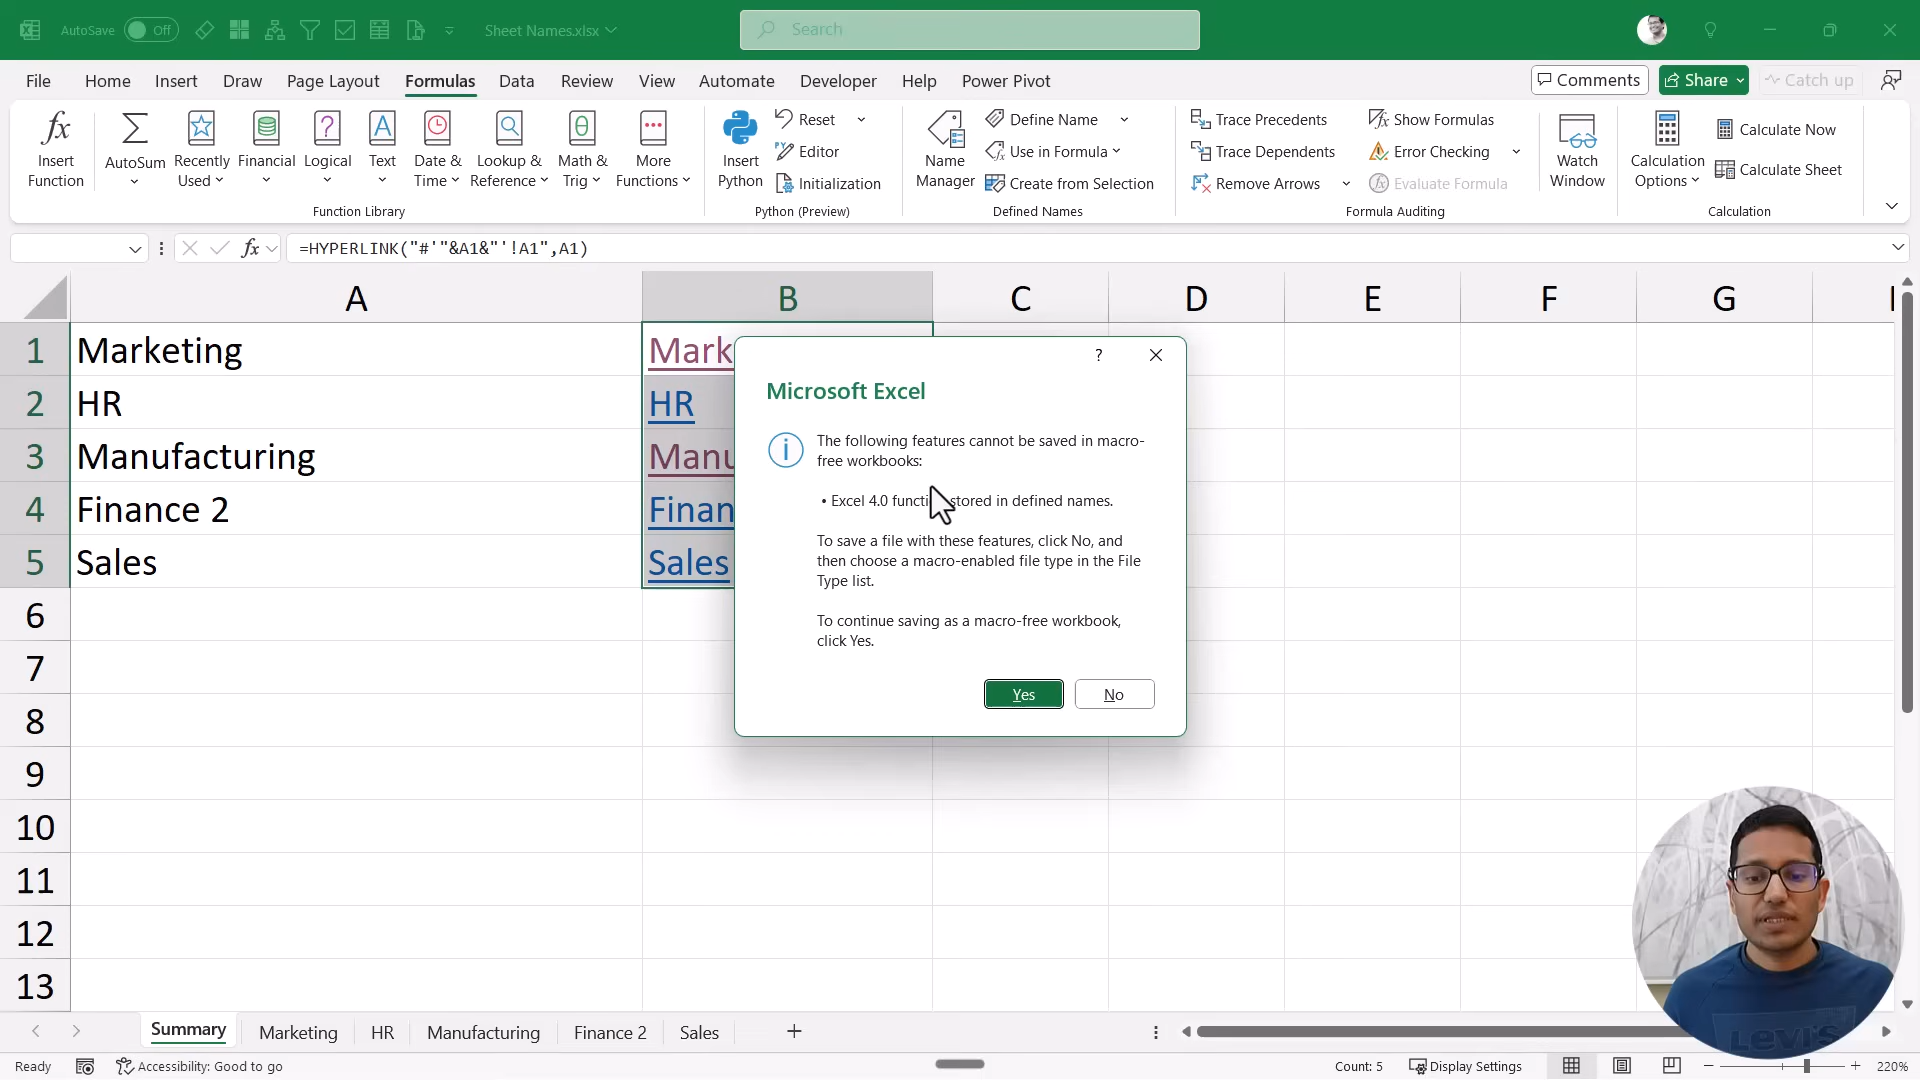 AutoSave Off Sheet Names.xlsx Search
File Home Insert Draw Page Layout Formulas Data Review View Automate Developer Help Power Pivot Comments Share Catch up
Insert Function
AutoSum
Recently Used
Financial
Logical
Text
Date & Time
Lookup & Reference
Math & Trig
More Functions
Function Library
Insert Python
Reset
Editor
Initialization
Python (Preview)
Name Manager
Define Name
Use in Formula
Create from Selection
Defined Names
Trace Precedents
Trace Dependents
Remove Arrows
Show Formulas
Error Checking
Evaluate Formula
Formula Auditing
Watch Window
Calculation Options
Calculate Now
Calculate Sheet
Calculation
fx =HYPERLINK("#'"&A1&"'!A1",A1)
A B C D E F G
1 Marketing Mark
2 HR HR
3 Manufacturing Manu
4 Finance 2 Finan
5 Sales Sales
6
7
8
9
10
11
12
13
?
Microsoft Excel
The following features cannot be saved in macro-
free workbooks:
• Excel 4.0 functi stored in defined names.
To save a file with these features, click No, and
then choose a macro-enabled file type in the File
Type list.
To continue saving as a macro-free workbook,
click Yes.
Yes No
Levi's
Summary Marketing HR Manufacturing Finance 2 Sales
Ready Accessibility: Good to go Count: 5 Display Settings 220%